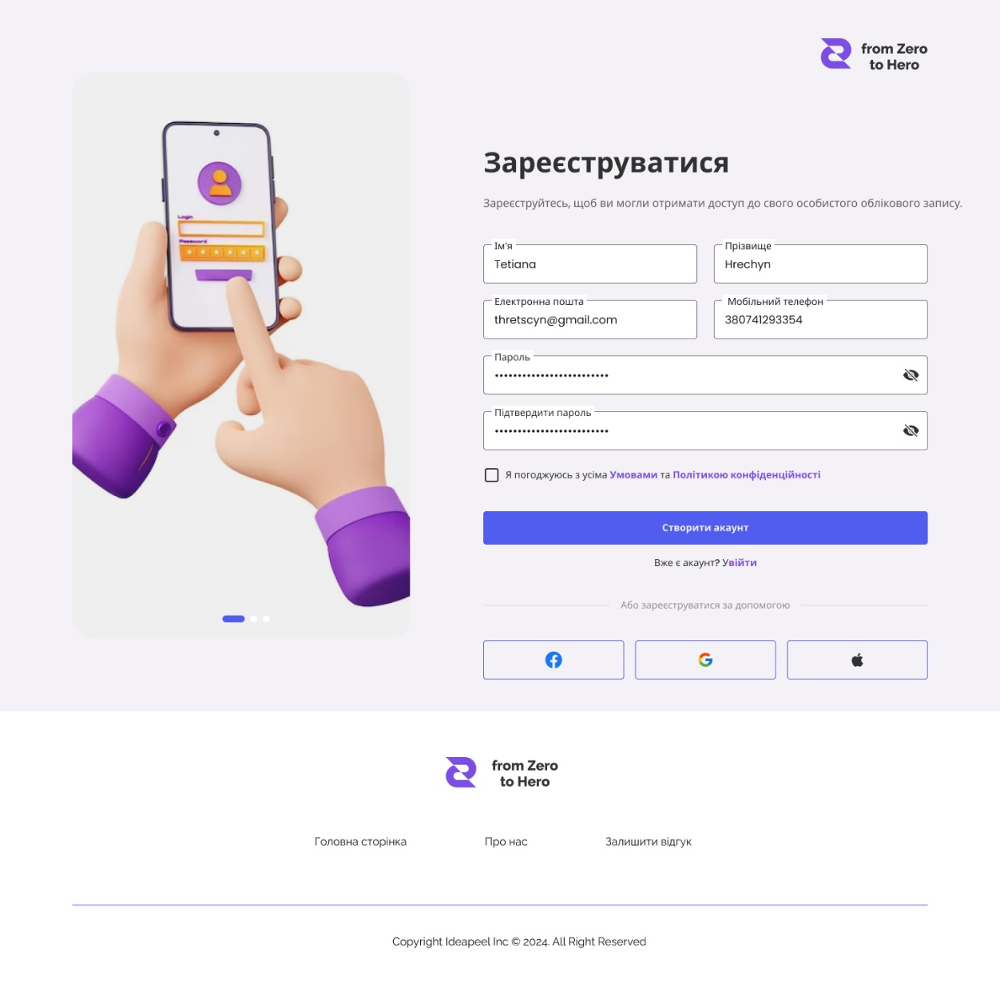 from Zero
to Hero
Login
Password
Зареєструватися
Зареєструйтесь, щоб ви могли отримати доступ до свого особистого облікового запису.
Ім'я
Прізвище
Tetiana
Hrechyn
Електронна пошта
Мобільний телефон
thretscyn@gmail.com
380741293354
Пароль
•••••••••••••••••••••••••
Підтвердити пароль
•••••••••••••••••••••••••
Я погоджуюсь з усіма Умовами та Політикою конфіденційності
Створити акаунт
Вже є акаунт? Увійти
Або зареєструватися за допомогою
from Zero
to Hero
Головна сторінка
Про нас
Залишити відгук
Copyright Ideapeel Inc © 2024. All Right Reserved